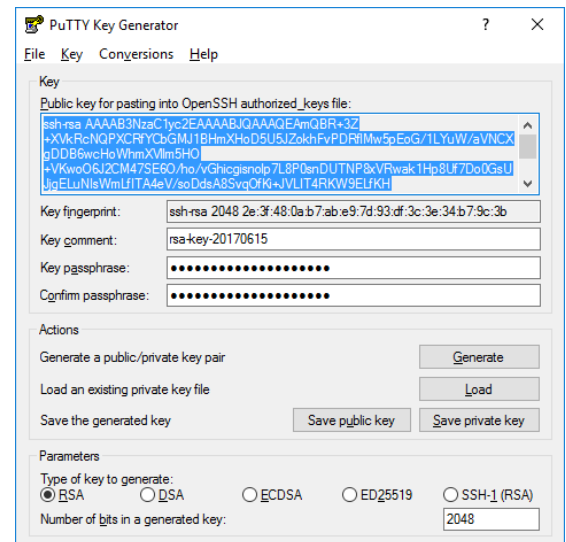 PuTTY Key Generator ? ×
File Key Conversions Help
Key
Public key for pasting into OpenSSH authorized_keys file:
ssh-rsa AAAAB3NzaC1yc2EAAAABJQAAAQEAmQBR+3Z
+XVkRcNQPXCRfYCbGMJ1BHmXHoD5U5JZokhFvPDRflMw5pEoG/1LYuW/aVNCX
gDDB6wcHoWhmXVllm5HO
+VKwoO6J2CM47SE6O/ho/vGhicgisnolp7L8P0snDUTNP&xVRwak1Hp8Uf7Do0GsU
JjgELuNlsWmLfITA4eV/soDdsA8SvqOfKi+JVLIT4RKW9ELfKH
Key fingerprint: ssh-rsa 2048 2e:3f:48:0a:b7:ab:e9:7d:93:df:3c:3e:34:b7:9c:3b
Key comment: rsa-key-20170615
Key passphrase: ●●●●●●●●●●●●●●●●●●●●
Confirm passphrase: ●●●●●●●●●●●●●●●●●●●●
Actions
Generate a public/private key pair Generate
Load an existing private key file Load
Save the generated key Save public key Save private key
Parameters
Type of key to generate:
RSA DSA ECDSA ED25519 SSH-1 (RSA)
Number of bits in a generated key: 2048